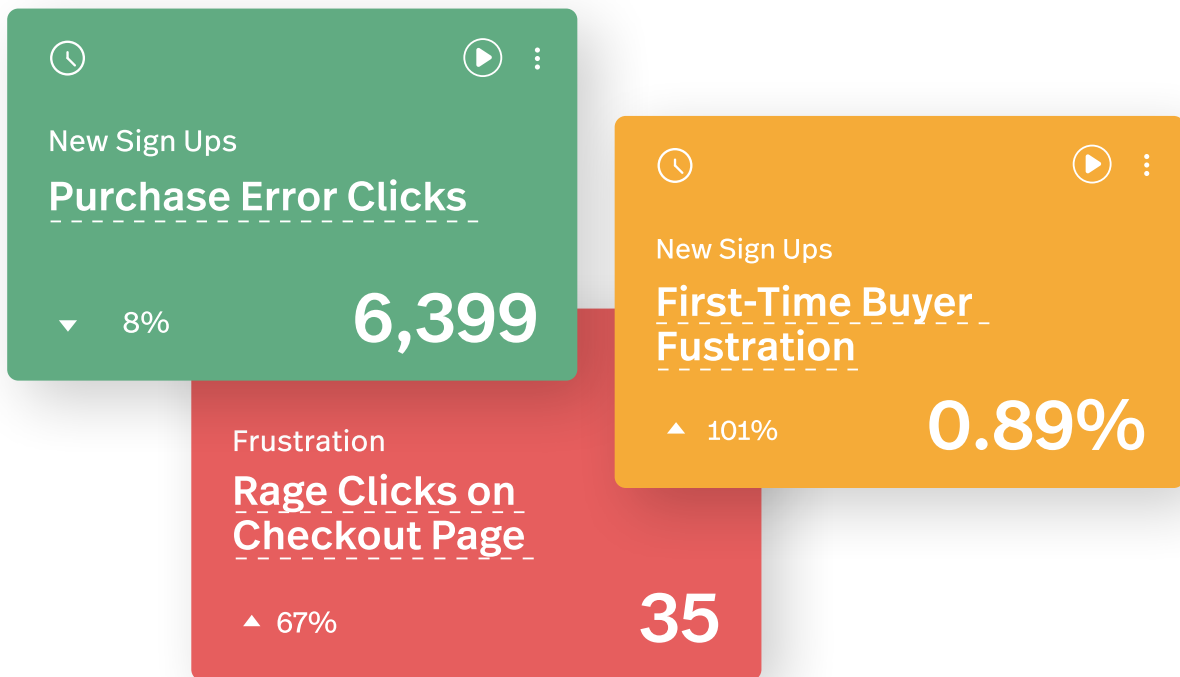 New Sign Ups
Purchase Error Clicks
8%
6,399
New Sign Ups
First-Time Buyer
Fustration
101%
0.89%
Frustration
Rage Clicks on
Checkout Page
67%
35